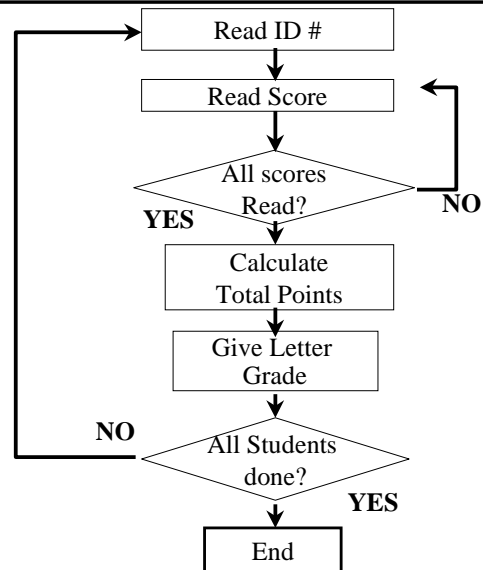 Read ID #
Read Score
All scores
Read?
NO
YES
Calculate
Total Points
Give Letter
Grade
NO
All Students
done?
YES
End